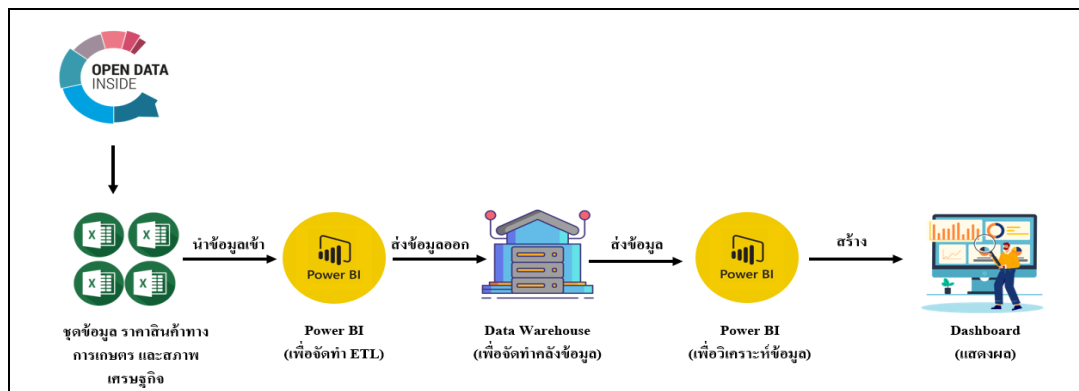 OPEN DATA
INSIDE
นำข้อมูลเข้า
ส่งข้อมูลออก
ส่งข้อมูล
สร้าง
X
X
X
X
Power BI
Power BI
ชุดข้อมูล ราคาสินค้าทาง
การเกษตร และสภาพ
เศรษฐกิจ
Power BI
(เพื่อจัดทำ ETL)
Data Warehouse
(เพื่อจัดทำคลังข้อมูล)
Power BI
(เพื่อวิเคราะห์ข้อมูล)
Dashboard
(แสดงผล)